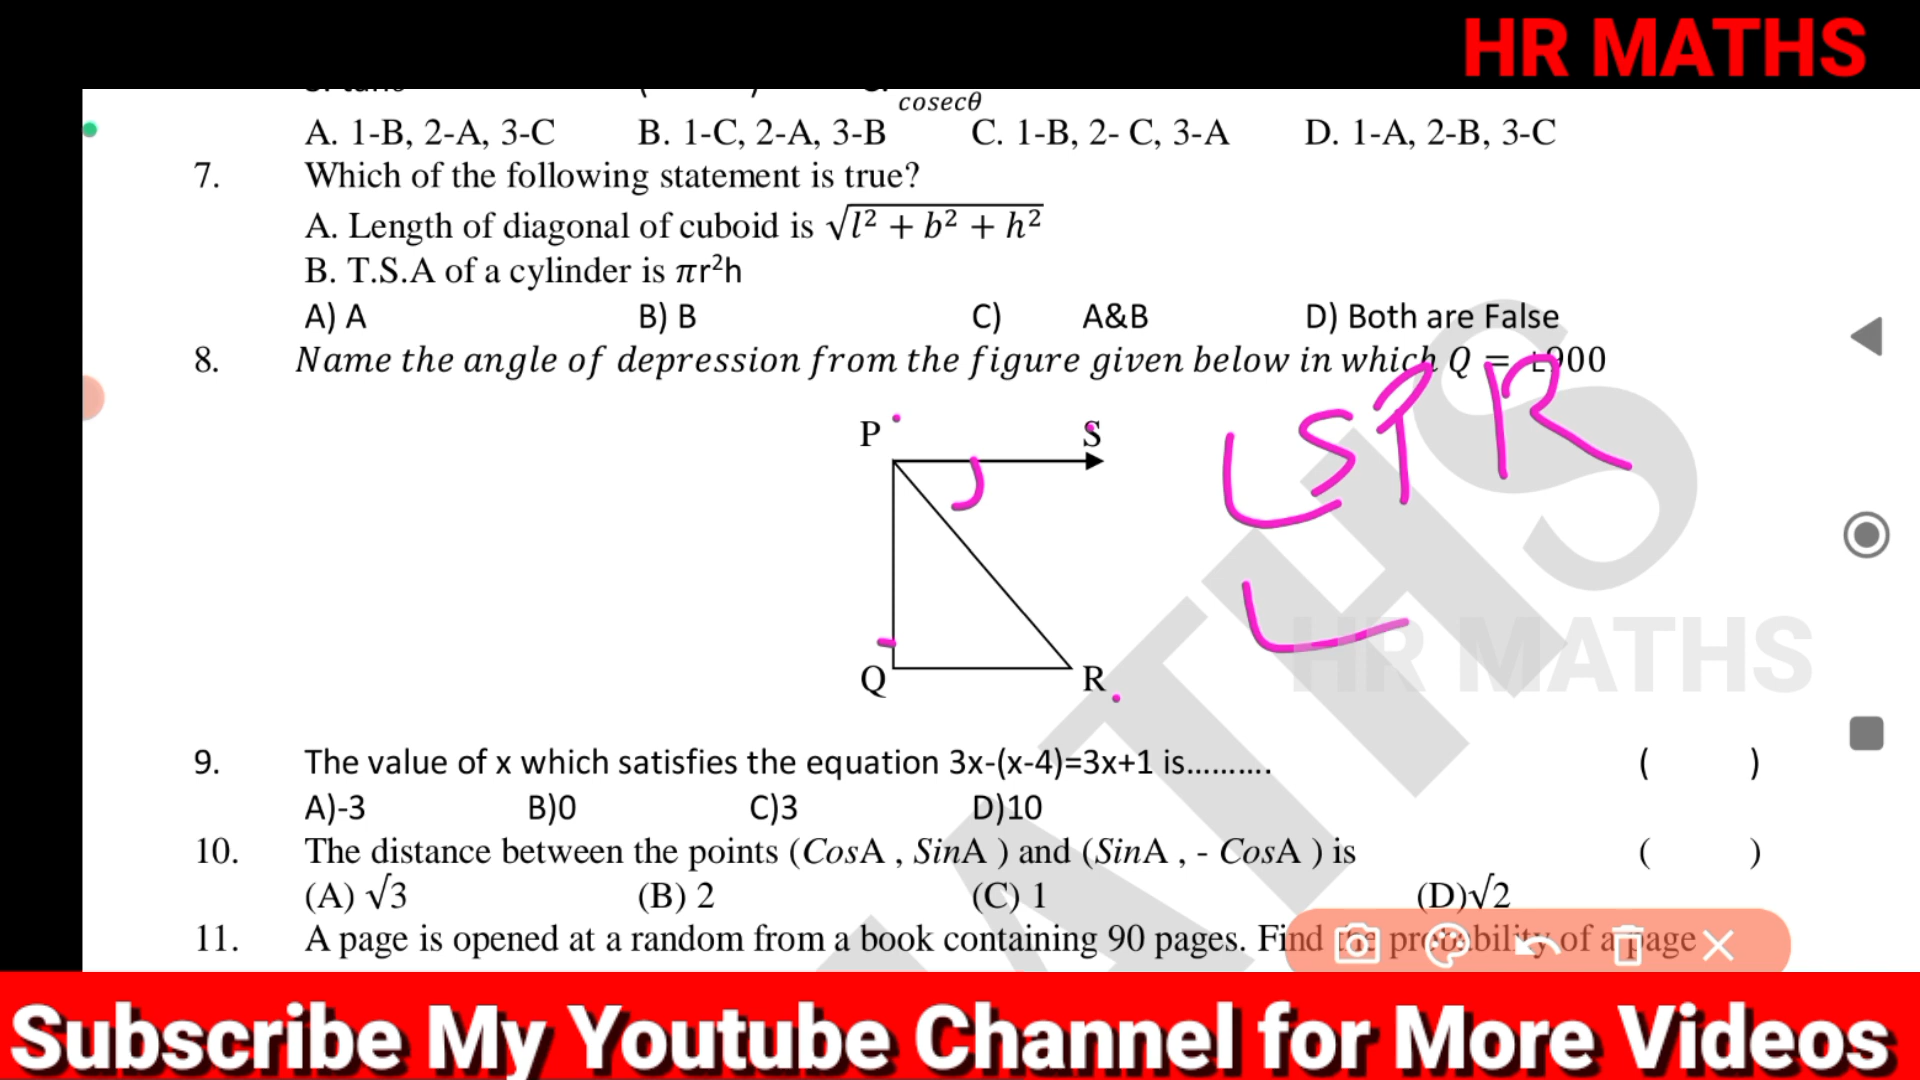 HR MATHS
cosecθ
A. 1-B, 2-A, 3-C B. 1-C, 2-A, 3-B C. 1-B, 2- C, 3-A D. 1-A, 2-B, 3-C
7. Which of the following statement is true?
A. Length of diagonal of cuboid is √l² + b² + h²
B. T.S.A of a cylinder is πr²h
A) A B) B C) A&B D) Both are False
8. Name the angle of depression from the figure given below in which Q = ∟900
P S
∟SPR
Q R
HR MATHS
9. The value of x which satisfies the equation 3x-(x-4)=3x+1 is.......... ( )
A)-3 B)0 C)3 D)10
10. The distance between the points (CosA , SinA ) and (SinA , - CosA ) is ( )
(A) √3 (B) 2 (C) 1 (D)√2
11. A page is opened at a random from a book containing 90 pages. Find the probability of a page
Subscribe My Youtube Channel for More Videos